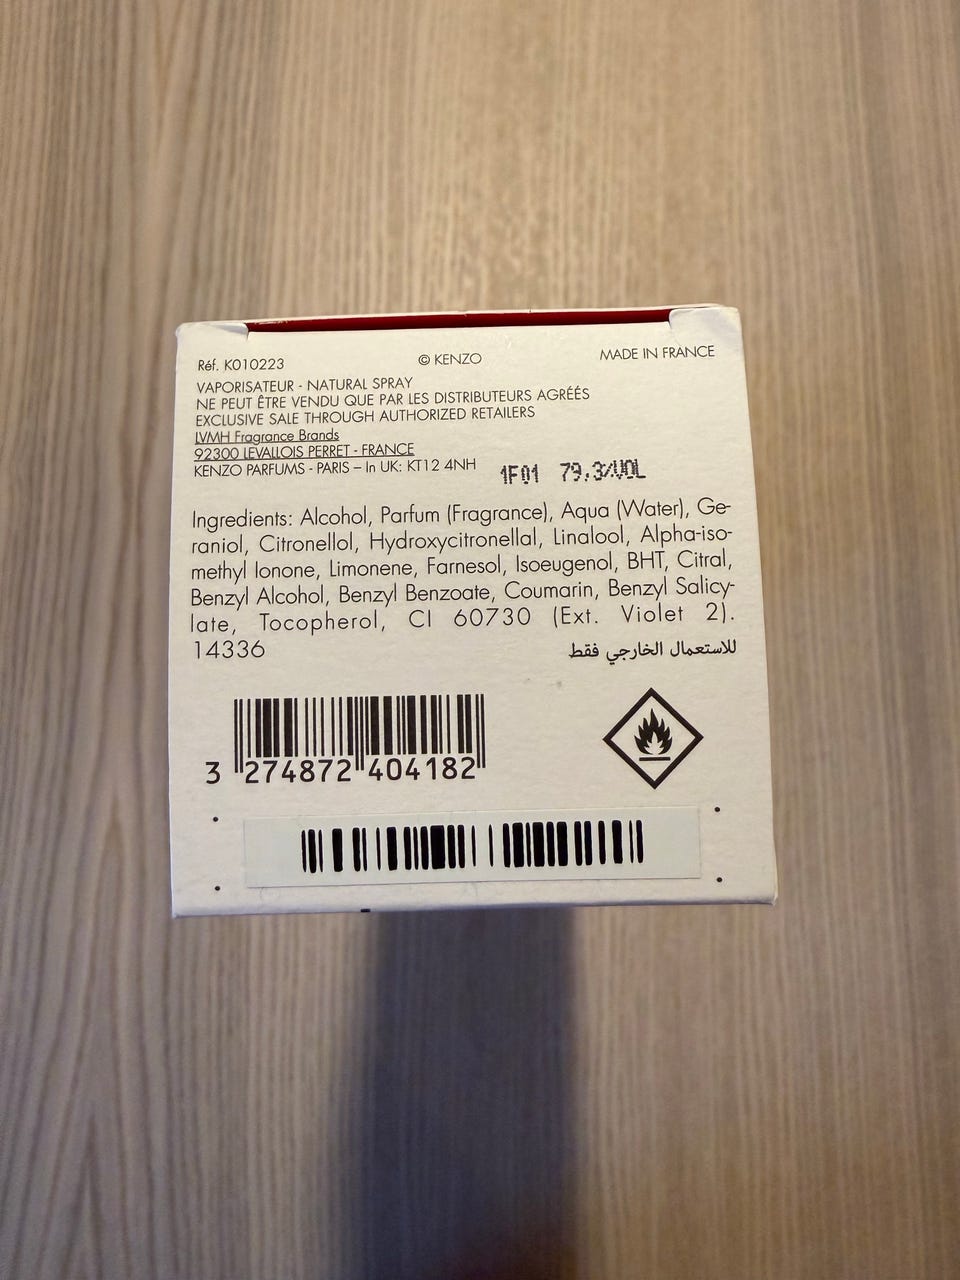 Réf. K010223 © KENZO MADE IN FRANCE
VAPORISATEUR - NATURAL SPRAY
NE PEUT ÊTRE VENDU QUE PAR LES DISTRIBUTEURS AGRÉÉS
EXCLUSIVE SALE THROUGH AUTHORIZED RETAILERS
LVMH Fragrance Brands
92300 LEVALLOIS PERRET - FRANCE
KENZO PARFUMS - PARIS – In UK: KT12 4NH 1F01 79.3%VOL
Ingredients: Alcohol, Parfum (Fragrance), Aqua (Water), Ge-
raniol, Citronellol, Hydroxycitronellal, Linalool, Alpha-iso-
methyl Ionone, Limonene, Farnesol, Isoeugenol, BHT, Citral,
Benzyl Alcohol, Benzyl Benzoate, Coumarin, Benzyl Salicy-
late, Tocopherol, CI 60730 (Ext. Violet 2).
14336 للاستعمال الخارجي فقط
3 274872 404182